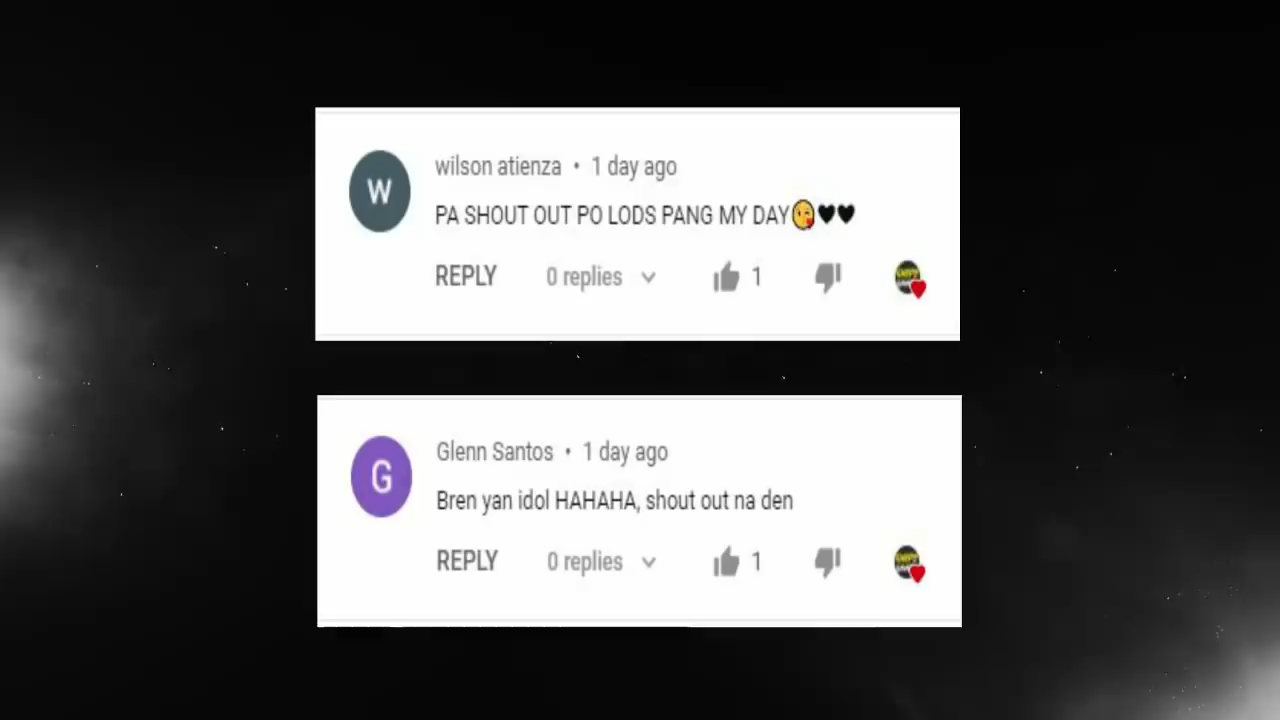 W
wilson atienza • 1 day ago
PA SHOUT OUT PO LODS PANG MY DAY😘🖤🖤
REPLY 0 replies 1
G
Glenn Santos • 1 day ago
Bren yan idol HAHAHA, shout out na den
REPLY 0 replies 1